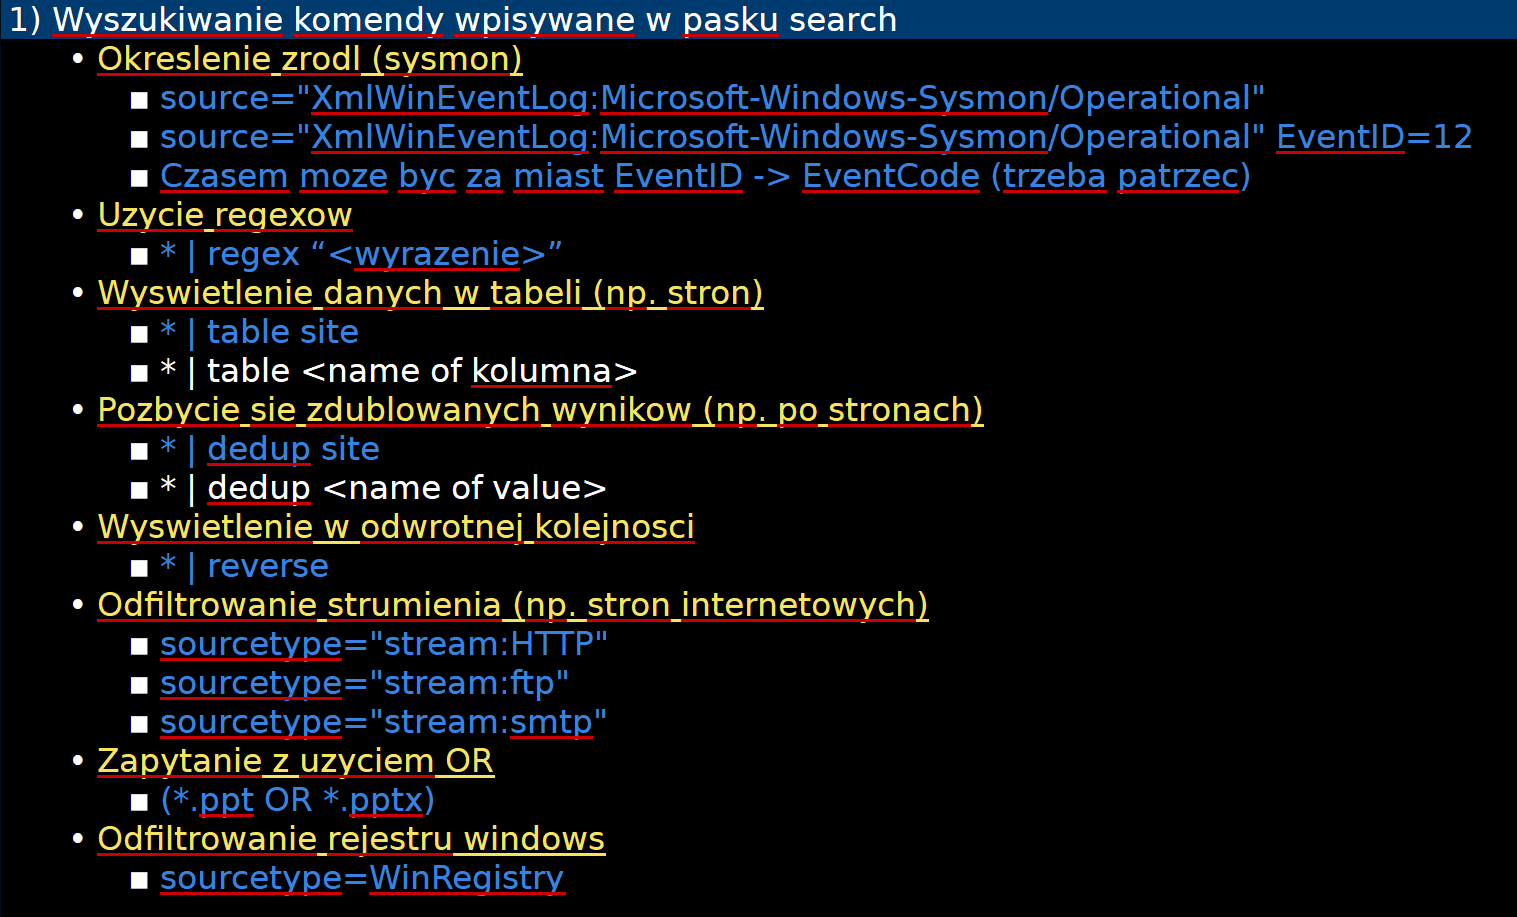 1) Wyszukiwanie komendy wpisywane w pasku search
• Okreslenie zrodl (sysmon)
■ source="XmlWinEventLog:Microsoft-Windows-Sysmon/Operational"
■ source="XmlWinEventLog:Microsoft-Windows-Sysmon/Operational" EventID=12
■ Czasem moze byc za miast EventID -> EventCode (trzeba patrzec)
• Uzycie regexow
■ * | regex “<wyrazenie>”
• Wyswietlenie danych w tabeli (np. stron)
■ * | table site
■ * | table <name of kolumna>
• Pozbycie sie zdublowanych wynikow (np. po stronach)
■ * | dedup site
■ * | dedup <name of value>
• Wyswietlenie w odwrotnej kolejnosci
■ * | reverse
• Odfiltrowanie strumienia (np. stron internetowych)
■ sourcetype="stream:HTTP"
■ sourcetype="stream:ftp"
■ sourcetype="stream:smtp"
• Zapytanie z uzyciem OR
■ (*.ppt OR *.pptx)
• Odfiltrowanie rejestru windows
■ sourcetype=WinRegistry